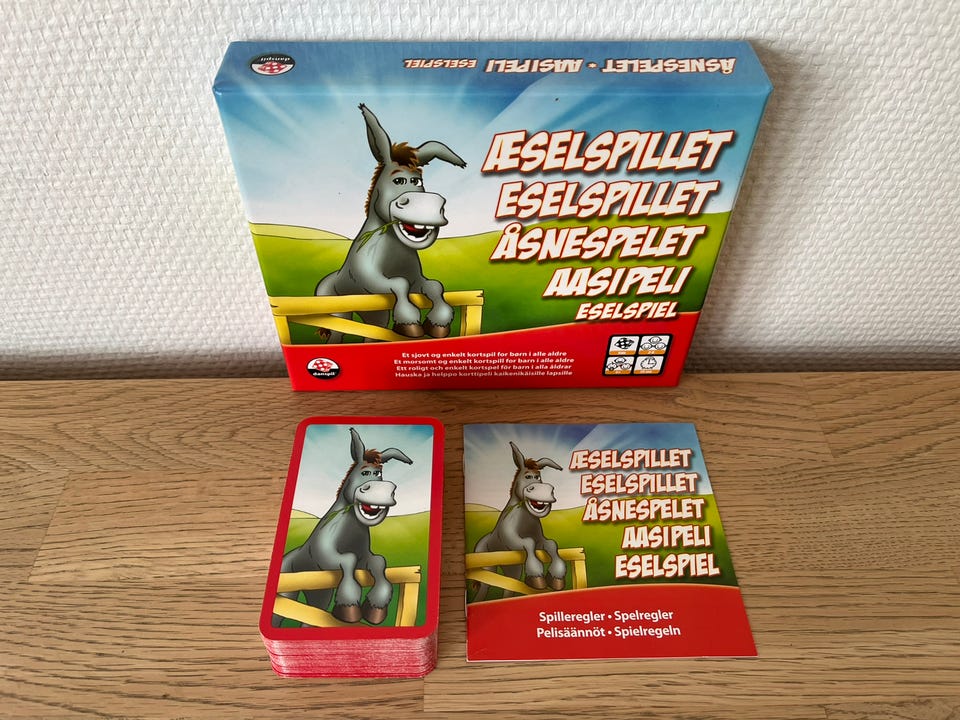 danspil
ÅSNESPELET • AASIPELI ESELSPIEL
ÆSELSPILLET
ESELSPILLET
ÅSNESPELET
AASIPELI
ESELSPIEL
Et sjovt og enkelt kortspil for børn i alle aldre
Et morsomt og enkelt kortspill for barn i alle aldre
Ett roligt och enkelt kortspel för barn i alla åldrar
Hauska ja helppo korttipeli kaikenikäisille lapsille
danspil
ÆSELSPILLET
ESELSPILLET
ÅSNESPELET
AASIPELI
ESELSPIEL
Spilleregler • Spelregler
Pelisäännöt • Spielregeln